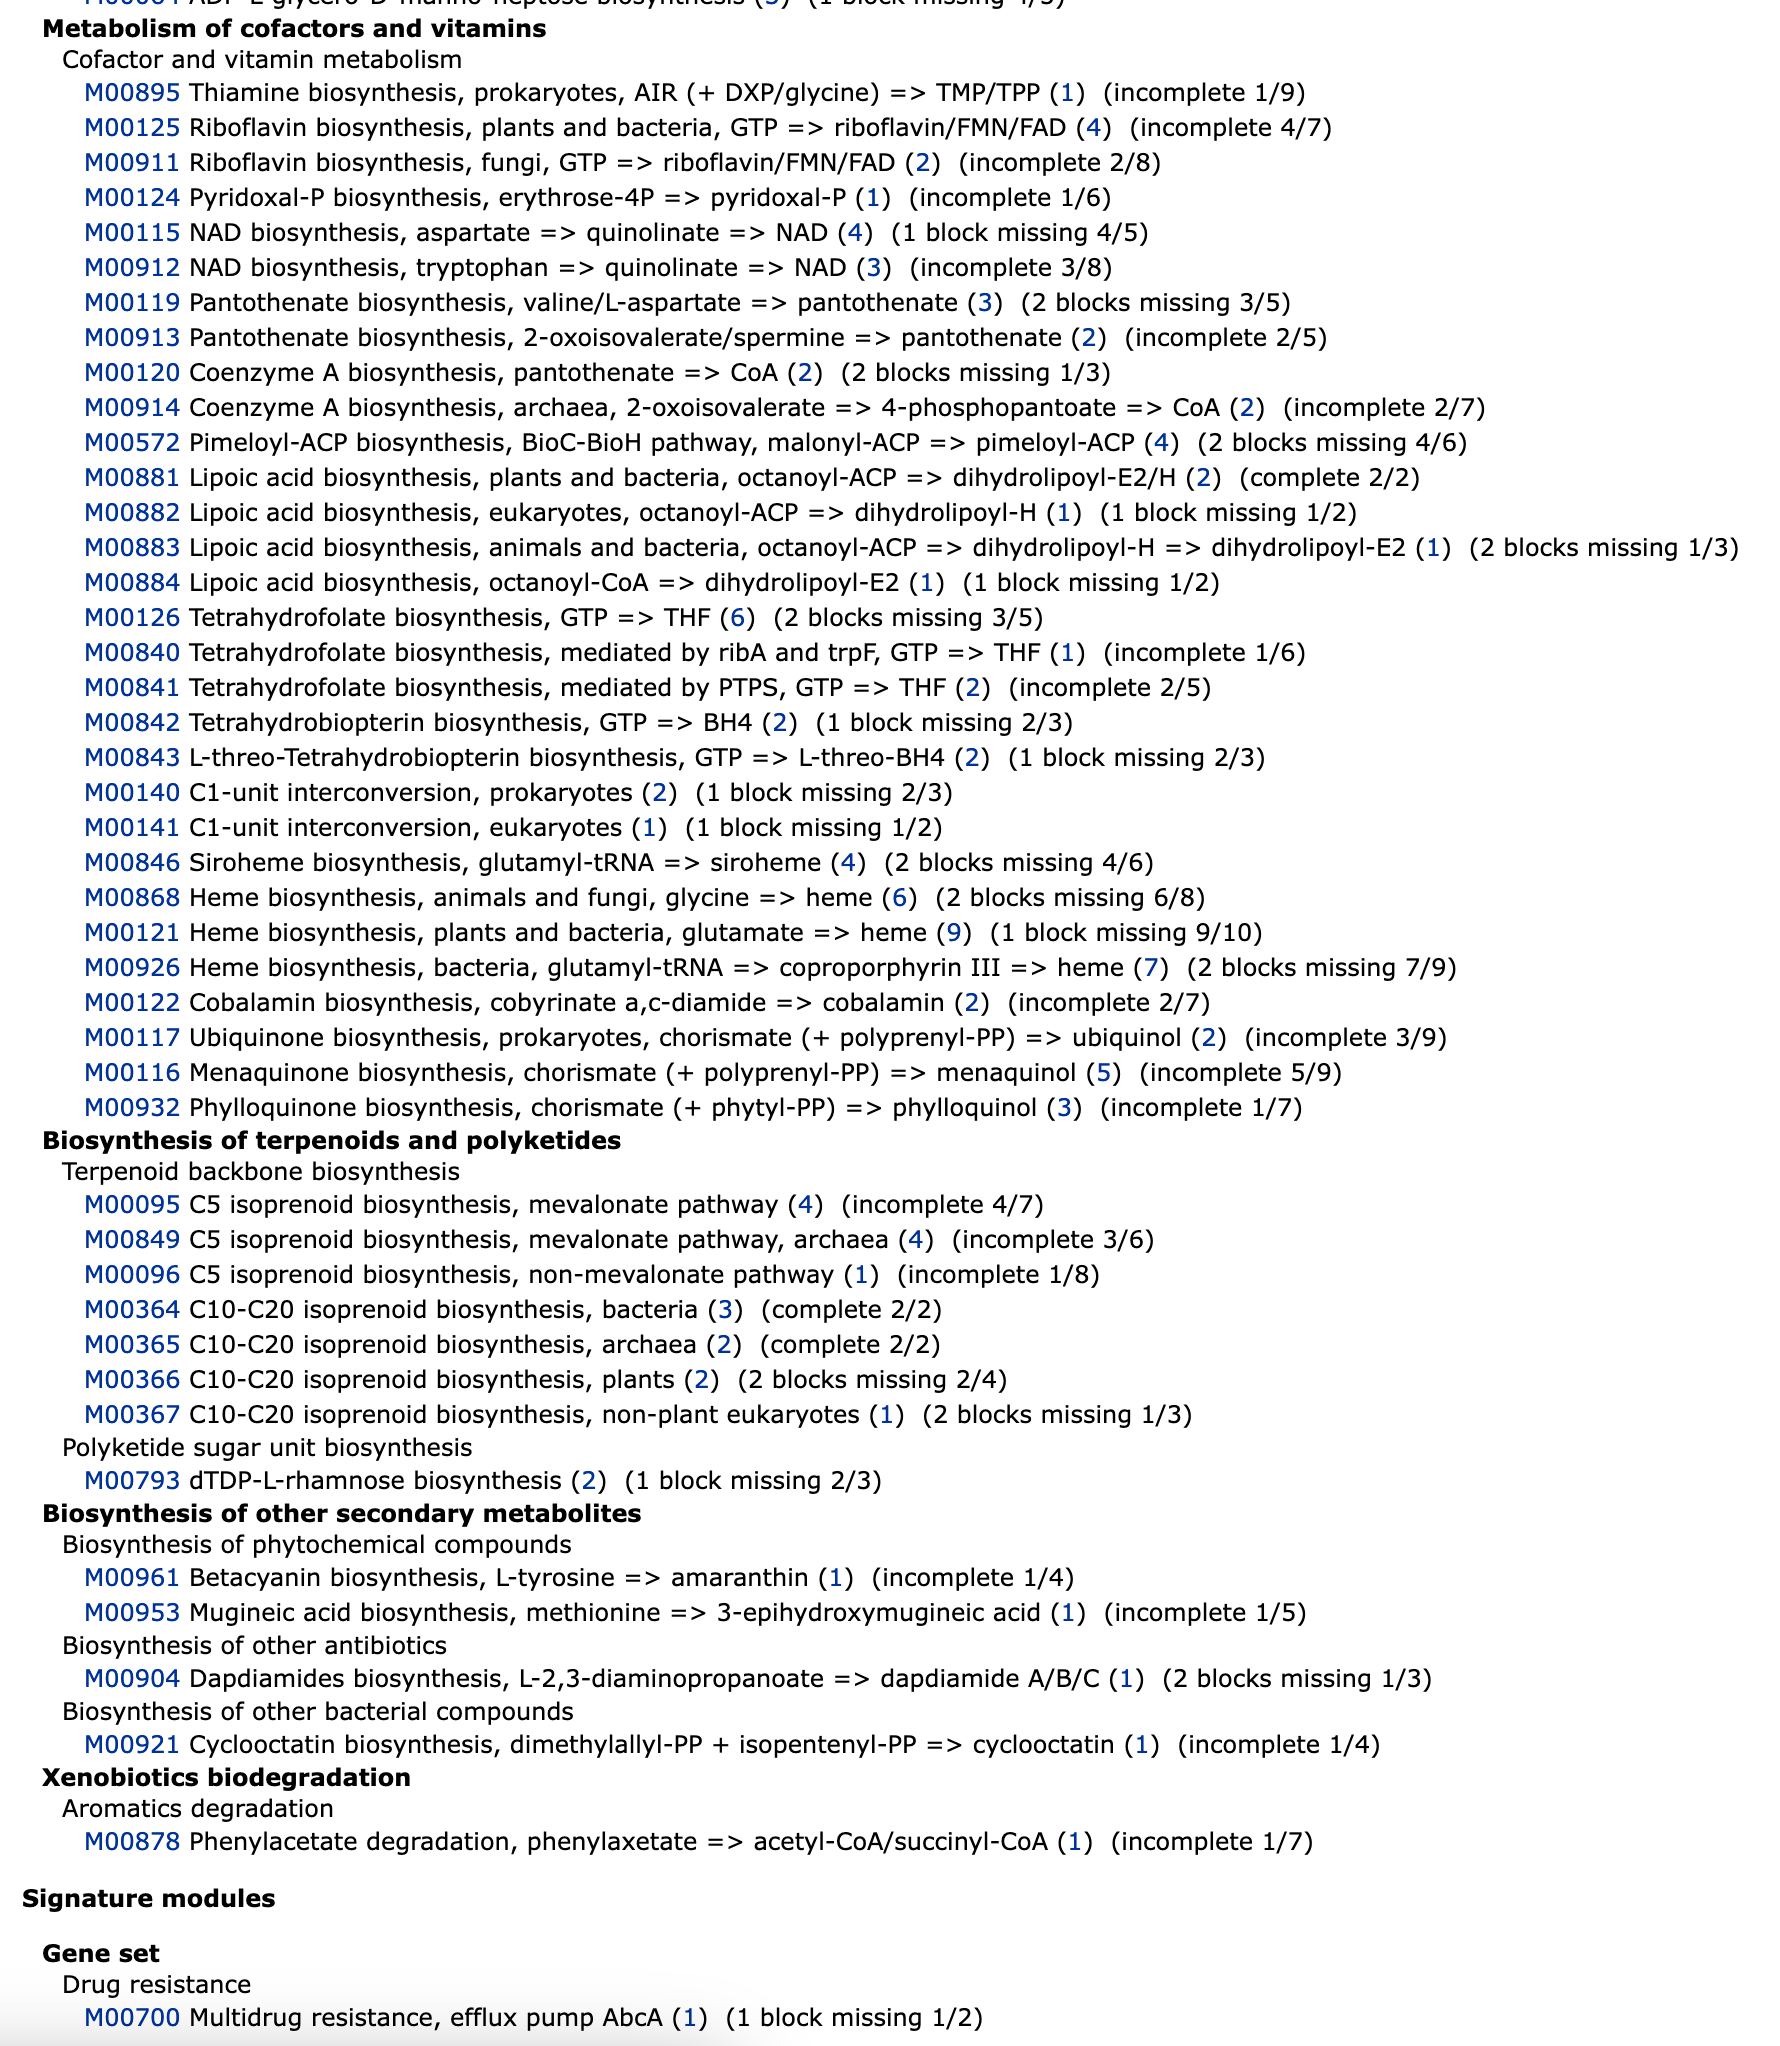 M00064 ADP-L-glycero-D-manno-heptose biosynthesis (3) (1 block missing 4/5)
Metabolism of cofactors and vitamins
Cofactor and vitamin metabolism
M00895 Thiamine biosynthesis, prokaryotes, AIR (+ DXP/glycine) => TMP/TPP (1) (incomplete 1/9)
M00125 Riboflavin biosynthesis, plants and bacteria, GTP => riboflavin/FMN/FAD (4) (incomplete 4/7)
M00911 Riboflavin biosynthesis, fungi, GTP => riboflavin/FMN/FAD (2) (incomplete 2/8)
M00124 Pyridoxal-P biosynthesis, erythrose-4P => pyridoxal-P (1) (incomplete 1/6)
M00115 NAD biosynthesis, aspartate => quinolinate => NAD (4) (1 block missing 4/5)
M00912 NAD biosynthesis, tryptophan => quinolinate => NAD (3) (incomplete 3/8)
M00119 Pantothenate biosynthesis, valine/L-aspartate => pantothenate (3) (2 blocks missing 3/5)
M00913 Pantothenate biosynthesis, 2-oxoisovalerate/spermine => pantothenate (2) (incomplete 2/5)
M00120 Coenzyme A biosynthesis, pantothenate => CoA (2) (2 blocks missing 1/3)
M00914 Coenzyme A biosynthesis, archaea, 2-oxoisovalerate => 4-phosphopantoate => CoA (2) (incomplete 2/7)
M00572 Pimeloyl-ACP biosynthesis, BioC-BioH pathway, malonyl-ACP => pimeloyl-ACP (4) (2 blocks missing 4/6)
M00881 Lipoic acid biosynthesis, plants and bacteria, octanoyl-ACP => dihydrolipoyl-E2/H (2) (complete 2/2)
M00882 Lipoic acid biosynthesis, eukaryotes, octanoyl-ACP => dihydrolipoyl-H (1) (1 block missing 1/2)
M00883 Lipoic acid biosynthesis, animals and bacteria, octanoyl-ACP => dihydrolipoyl-H => dihydrolipoyl-E2 (1) (2 blocks missing 1/3)
M00884 Lipoic acid biosynthesis, octanoyl-CoA => dihydrolipoyl-E2 (1) (1 block missing 1/2)
M00126 Tetrahydrofolate biosynthesis, GTP => THF (6) (2 blocks missing 3/5)
M00840 Tetrahydrofolate biosynthesis, mediated by ribA and trpF, GTP => THF (1) (incomplete 1/6)
M00841 Tetrahydrofolate biosynthesis, mediated by PTPS, GTP => THF (2) (incomplete 2/5)
M00842 Tetrahydrobiopterin biosynthesis, GTP => BH4 (2) (1 block missing 2/3)
M00843 L-threo-Tetrahydrobiopterin biosynthesis, GTP => L-threo-BH4 (2) (1 block missing 2/3)
M00140 C1-unit interconversion, prokaryotes (2) (1 block missing 2/3)
M00141 C1-unit interconversion, eukaryotes (1) (1 block missing 1/2)
M00846 Siroheme biosynthesis, glutamyl-tRNA => siroheme (4) (2 blocks missing 4/6)
M00868 Heme biosynthesis, animals and fungi, glycine => heme (6) (2 blocks missing 6/8)
M00121 Heme biosynthesis, plants and bacteria, glutamate => heme (9) (1 block missing 9/10)
M00926 Heme biosynthesis, bacteria, glutamyl-tRNA => coproporphyrin III => heme (7) (2 blocks missing 7/9)
M00122 Cobalamin biosynthesis, cobyrinate a,c-diamide => cobalamin (2) (incomplete 2/7)
M00117 Ubiquinone biosynthesis, prokaryotes, chorismate (+ polyprenyl-PP) => ubiquinol (2) (incomplete 3/9)
M00116 Menaquinone biosynthesis, chorismate (+ polyprenyl-PP) => menaquinol (5) (incomplete 5/9)
M00932 Phylloquinone biosynthesis, chorismate (+ phytyl-PP) => phylloquinol (3) (incomplete 1/7)
Biosynthesis of terpenoids and polyketides
Terpenoid backbone biosynthesis
M00095 C5 isoprenoid biosynthesis, mevalonate pathway (4) (incomplete 4/7)
M00849 C5 isoprenoid biosynthesis, mevalonate pathway, archaea (4) (incomplete 3/6)
M00096 C5 isoprenoid biosynthesis, non-mevalonate pathway (1) (incomplete 1/8)
M00364 C10-C20 isoprenoid biosynthesis, bacteria (3) (complete 2/2)
M00365 C10-C20 isoprenoid biosynthesis, archaea (2) (complete 2/2)
M00366 C10-C20 isoprenoid biosynthesis, plants (2) (2 blocks missing 2/4)
M00367 C10-C20 isoprenoid biosynthesis, non-plant eukaryotes (1) (2 blocks missing 1/3)
Polyketide sugar unit biosynthesis
M00793 dTDP-L-rhamnose biosynthesis (2) (1 block missing 2/3)
Biosynthesis of other secondary metabolites
Biosynthesis of phytochemical compounds
M00961 Betacyanin biosynthesis, L-tyrosine => amaranthin (1) (incomplete 1/4)
M00953 Mugineic acid biosynthesis, methionine => 3-epihydroxymugineic acid (1) (incomplete 1/5)
Biosynthesis of other antibiotics
M00904 Dapdiamides biosynthesis, L-2,3-diaminopropanoate => dapdiamide A/B/C (1) (2 blocks missing 1/3)
Biosynthesis of other bacterial compounds
M00921 Cyclooctatin biosynthesis, dimethylallyl-PP + isopentenyl-PP => cyclooctatin (1) (incomplete 1/4)
Xenobiotics biodegradation
Aromatics degradation
M00878 Phenylacetate degradation, phenylaxetate => acetyl-CoA/succinyl-CoA (1) (incomplete 1/7)
Signature modules
Gene set
Drug resistance
M00700 Multidrug resistance, efflux pump AbcA (1) (1 block missing 1/2)